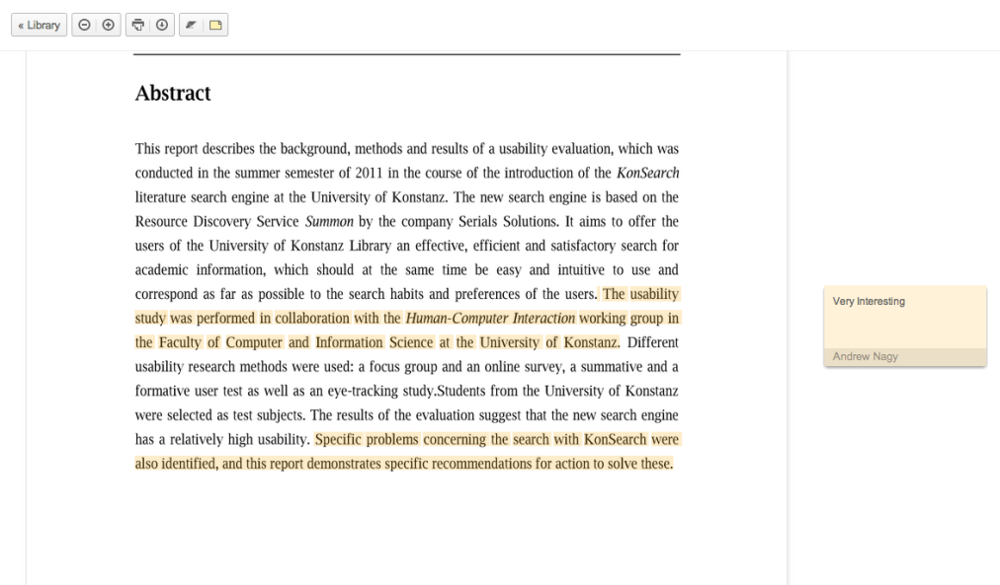 « Library
Abstract
This report describes the background, methods and results of a usability evaluation, which was
conducted in the summer semester of 2011 in the course of the introduction of the KonSearch
literature search engine at the University of Konstanz. The new search engine is based on the
Resource Discovery Service Summon by the company Serials Solutions. It aims to offer the
users of the University of Konstanz Library an effective, efficient and satisfactory search for
academic information, which should at the same time be easy and intuitive to use and
correspond as far as possible to the search habits and preferences of the users. The usability
study was performed in collaboration with the Human-Computer Interaction working group in
the Faculty of Computer and Information Science at the University of Konstanz. Different
usability research methods were used: a focus group and an online survey, a summative and a
formative user test as well as an eye-tracking study.Students from the University of Konstanz
were selected as test subjects. The results of the evaluation suggest that the new search engine
has a relatively high usability. Specific problems concerning the search with KonSearch were
also identified, and this report demonstrates specific recommendations for action to solve these.
Very Interesting
Andrew Nagy